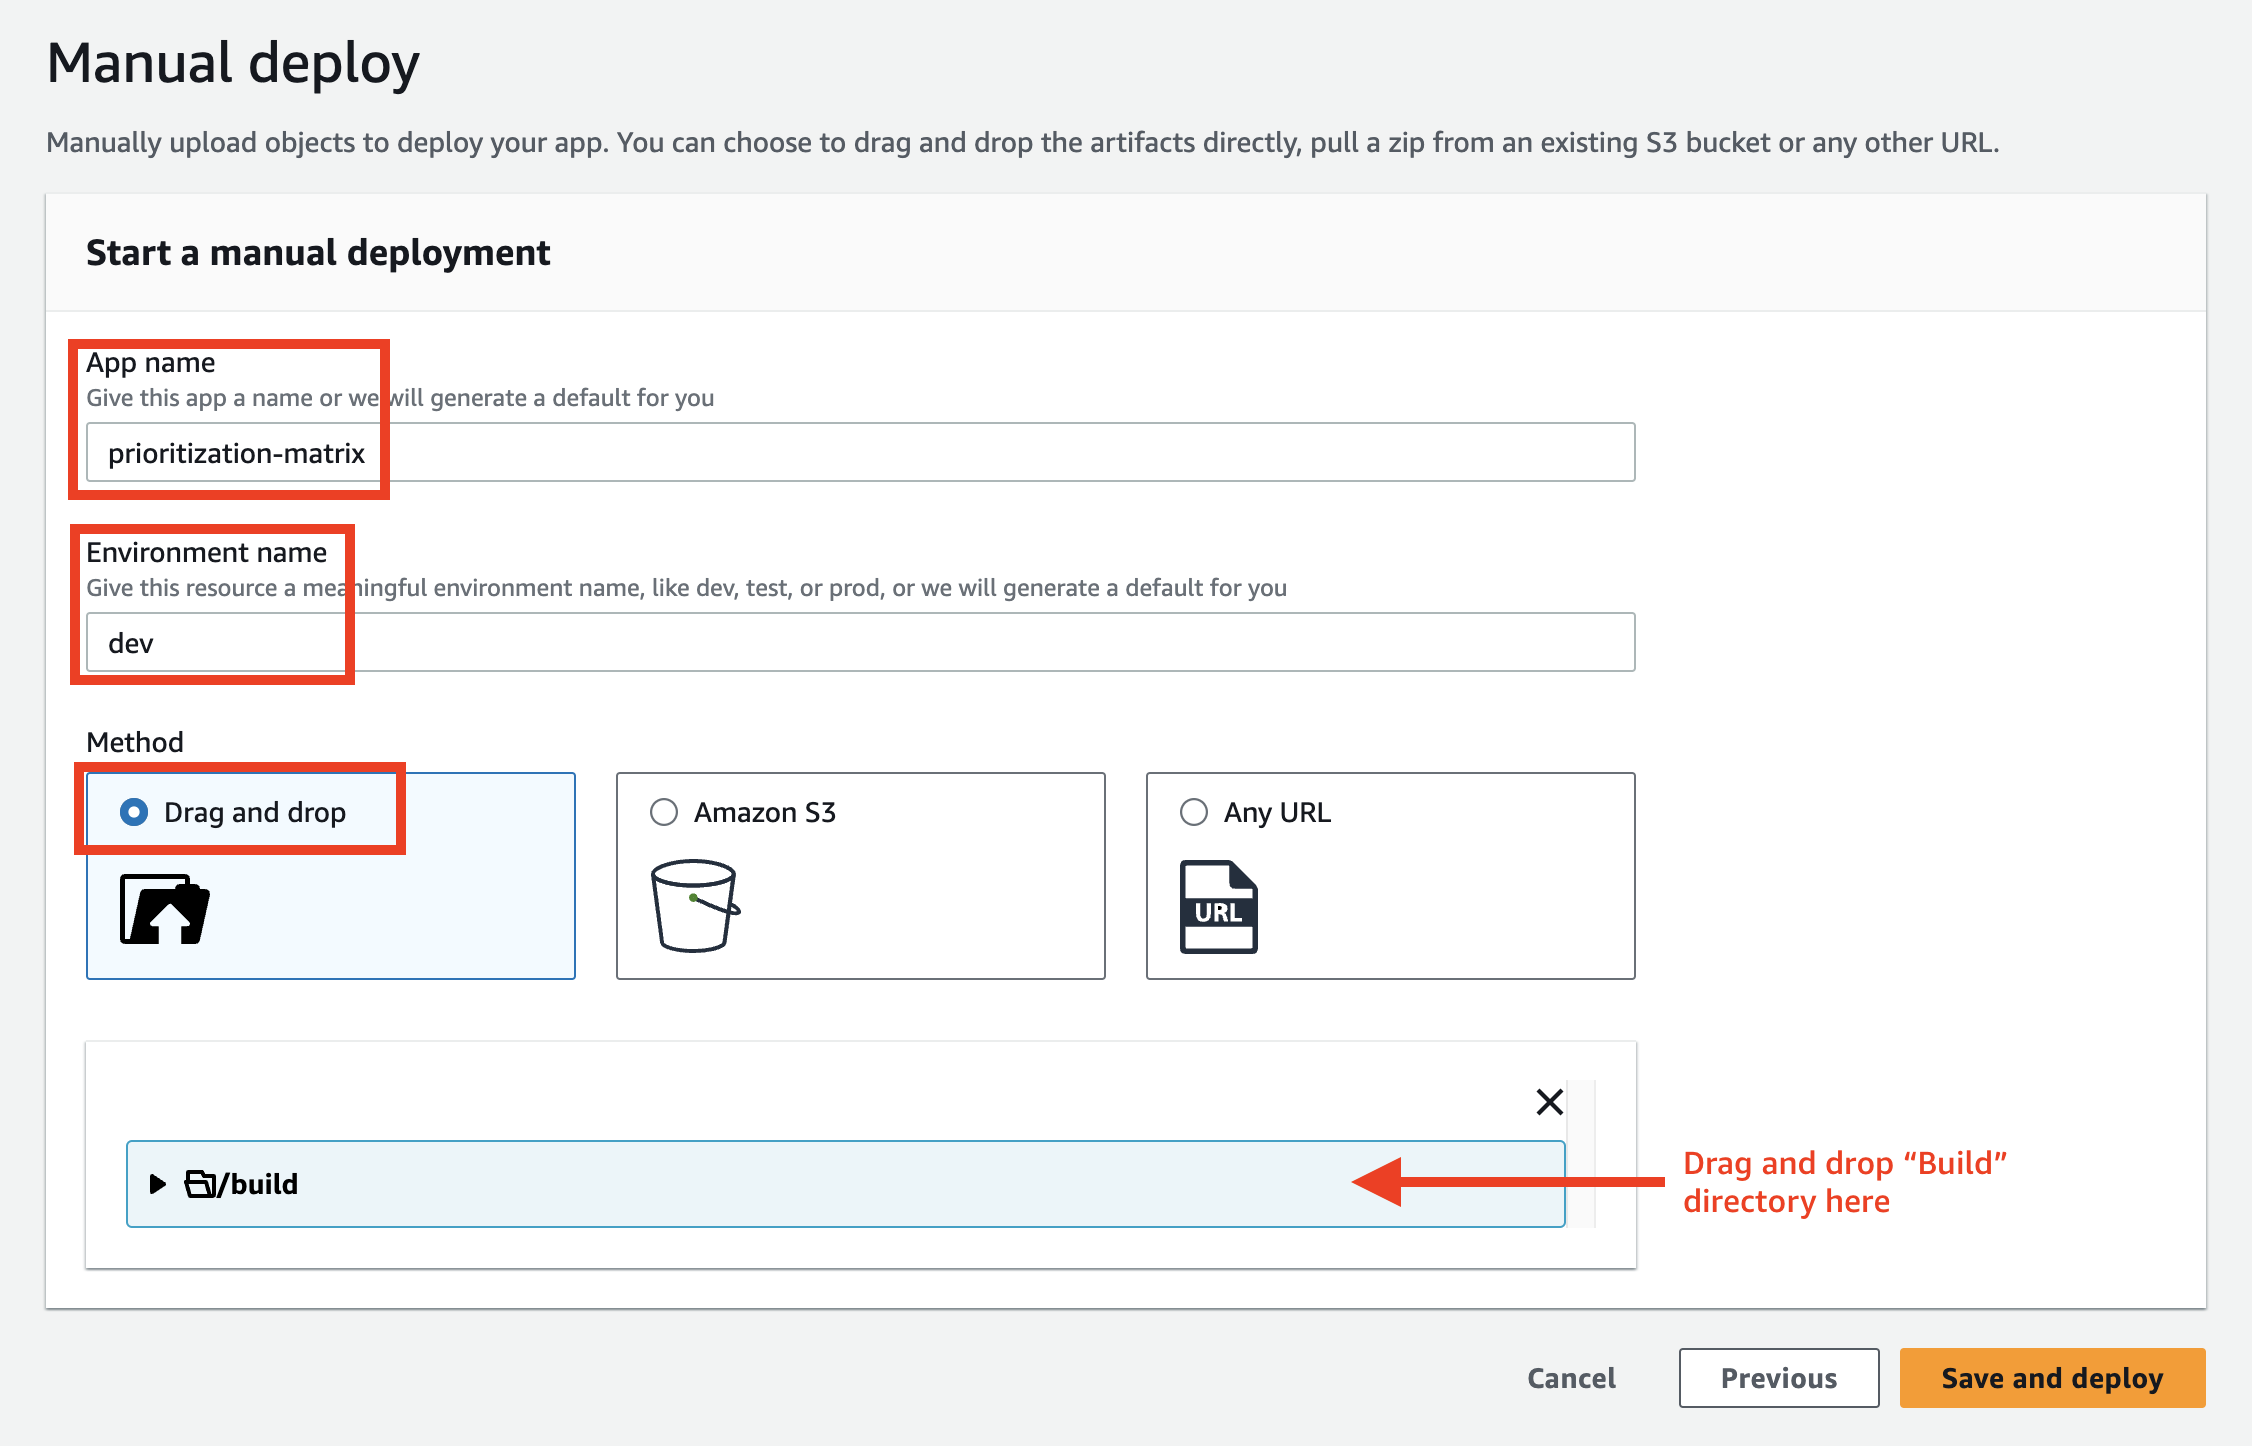 Manual deploy
Manually upload objects to deploy your app. You can choose to drag and drop the artifacts directly, pull a zip from an existing S3 bucket or any other URL.
Start a manual deployment
App name
Give this app a name or we will generate a default for you
prioritization-matrix
Environment name
Give this resource a meaningful environment name, like dev, test, or prod, or we will generate a default for you
dev
Method
Drag and drop
Amazon S3
Any URL
URL
/build
Drag and drop “Build”
directory here
Cancel
Previous
Save and deploy